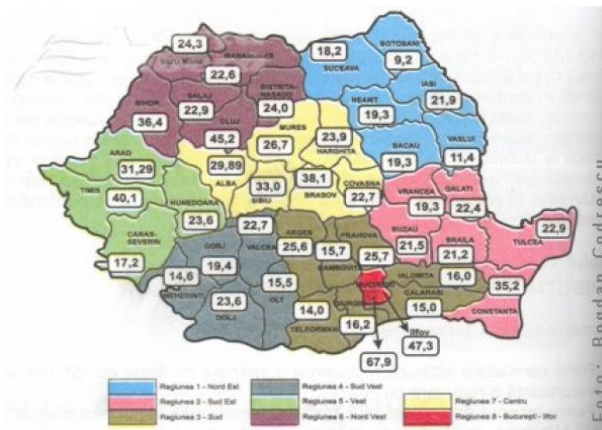 24,3
SATU MARE
MARAMURES
22,6
18,2
SUCEAVA
BOTOSANI
9,2
IASI
21,9
BIHOR
36,4
SALAJ
22,9
CLUJ
45,2
BISTRITA-
NASAUD
24,0
NEAMT
19,3
MURES
26,7
23,9
HARGHITA
BACAU
19,3
VASLUI
11,4
ARAD
31,29
29,89
ALBA
33,0
SIBIU
38,1
BRASOV
COVASNA
22,7
TIMIS
40,1
HUNEDOARA
23,6
VRANCEA
19,3
GALATI
22,4
CARAS-
SEVERIN
17,2
GORJ
19,4
22,7
VALCEA
ARGES
25,6
PRAHOVA
15,7
DAMBOVITA
25,7
BUZAU
21,5
BRAILA
21,2
TULCEA
22,9
14,6
MEHEDINTI
23,6
DOLJ
15,5
OLT
14,0
TELEORMAN
GIURGIU
16,2
BUCURESTI
IALOMITA
16,0
CALARASI
15,0
35,2
CONSTANTA
Ilfov
47,3
67,9
Regiunea 1 - Nord Est
Regiunea 2 - Sud Est
Regiunea 3 - Sud
Regiunea 4 - Sud Vest
Regiunea 5 - Vest
Regiunea 6 - Nord Vest
Regiunea 7 - Centru
Regiunea 8 - Bucureşti - Ilfov
Foto: Bogdan Codrescu